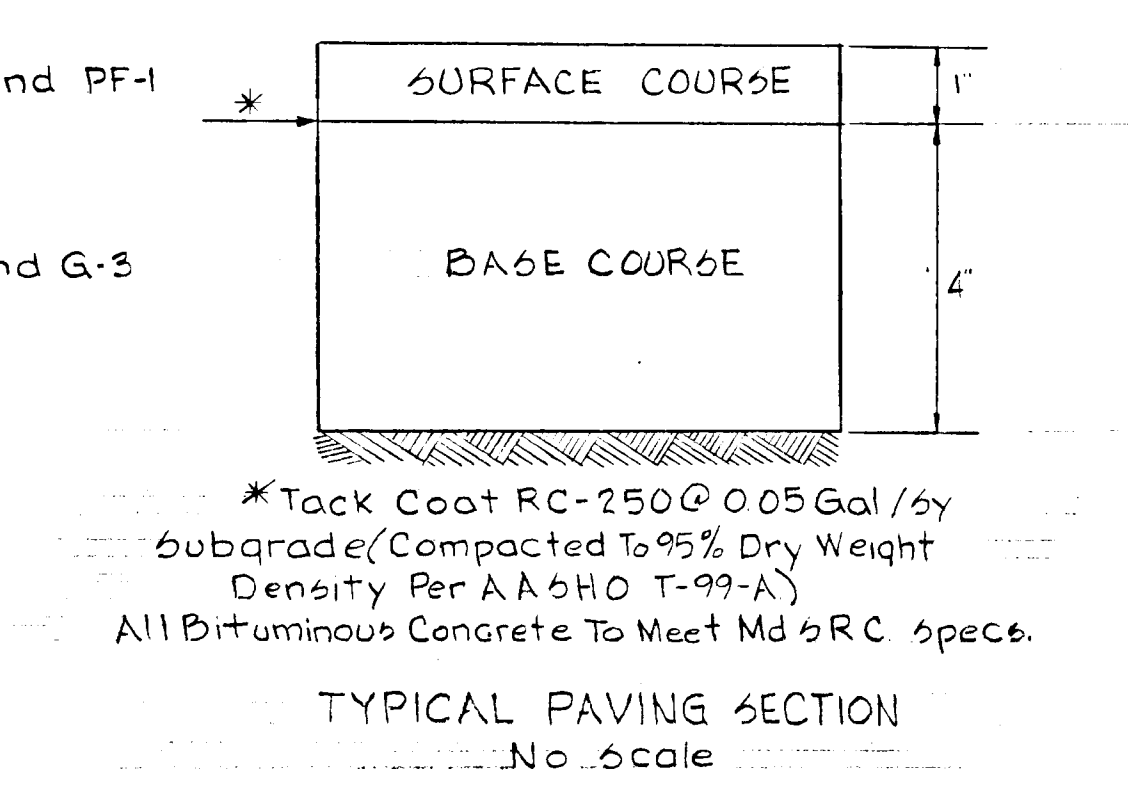 nd PF-1
*
SURFACE COURSE
1"
nd G-3
BASE COURSE
4"
*Tack Coat RC-250@ 0.05 Gal/Sy
Subgrade(Compacted To 95% Dry Weight
Density Per AASHO T-99-A)
All Bituminous Concrete To Meet Md SRC. Specs.
TYPICAL PAVING SECTION
No Scale